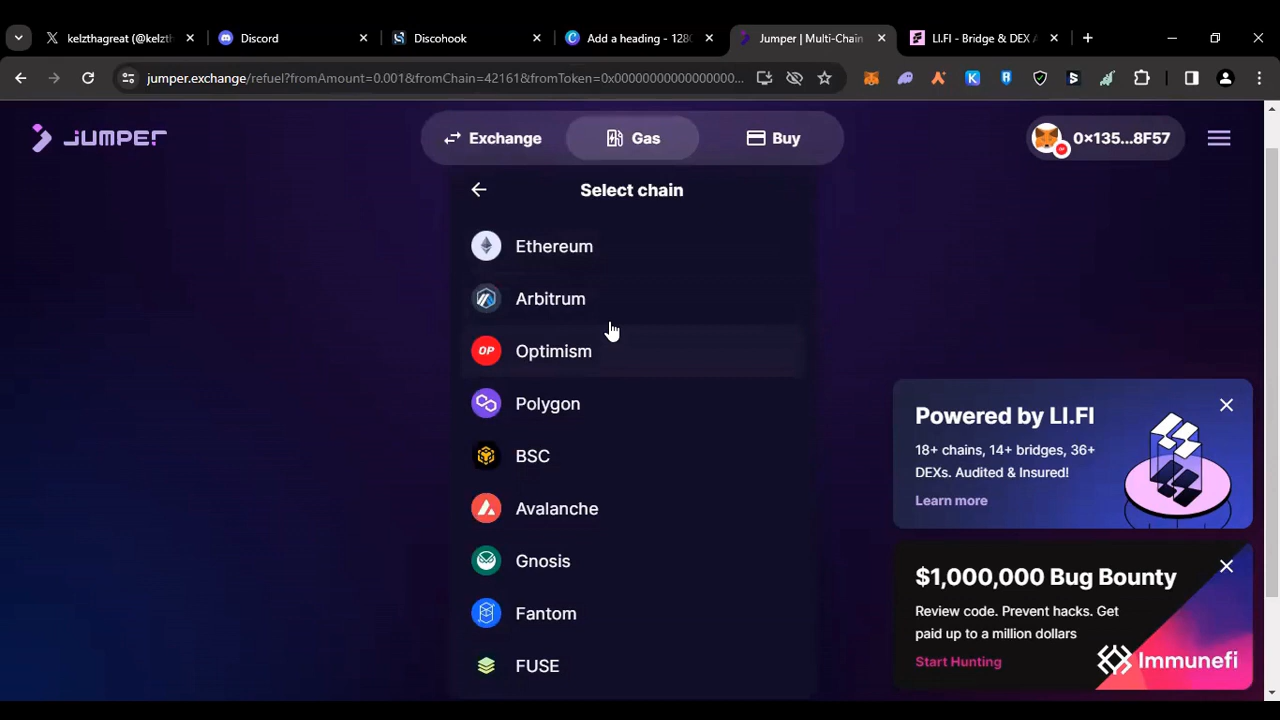 kelzthagreat (@kelzth
Discord
Discohook
Add a heading - 128
Jumper | Multi-Chain
LI.FI - Bridge & DEX A
jumper.exchange/refuel?fromAmount=0.001&fromChain=42161&fromToken=0x0000000000000000...
JUMPER
Exchange
Gas
Buy
0×135...8F57
Select chain
Ethereum
Arbitrum
OP Optimism
Polygon
BSC
Avalanche
Gnosis
Fantom
FUSE
Powered by LI.FI
18+ chains, 14+ bridges, 36+
DEXs. Audited & Insured!
Learn more
$1,000,000 Bug Bounty
Review code. Prevent hacks. Get
paid up to a million dollars
Start Hunting
Immunefi